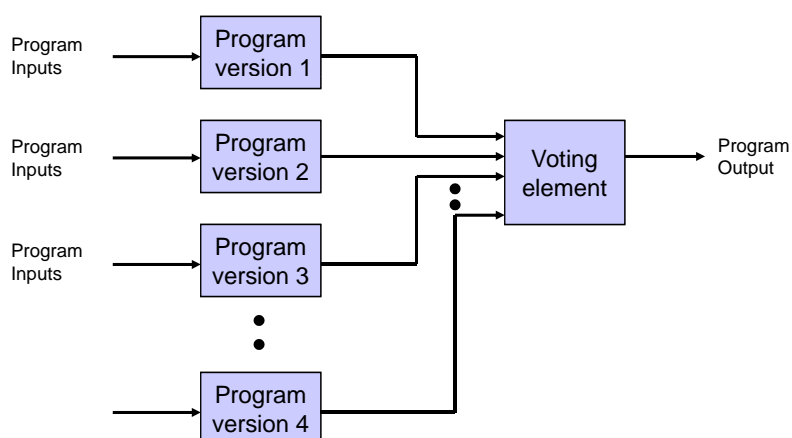 Program
Inputs
Program
version 1
Program
Inputs
Program
version 2
Voting
element
Program
Output
Program
Inputs
Program
version 3
Program
version 4